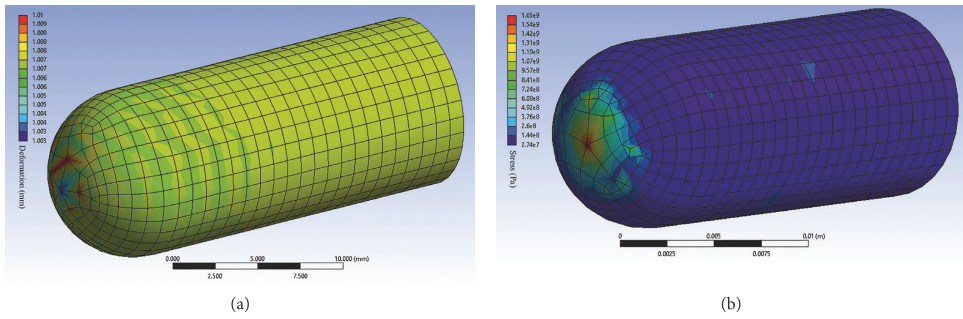 1.01
1.009
1.009
1.008
1.008
1.007
1.007
1.006
1.006
1.005
1.005
1.004
1.004
1.003
Deformation (mm)
0.000
5.000
10.000 (mm)
2.500
7.500
(a)
1.65e9
1.54e9
1.42e9
1.31e9
1.19e9
1.07e9
9.57e8
8.41e8
7.24e8
6.08e8
4.92e8
3.76e8
2.6e8
1.44e8
2.74e7
Stress (Pa)
0
0.005
0.01 (m)
0.0025
0.0075
(b)